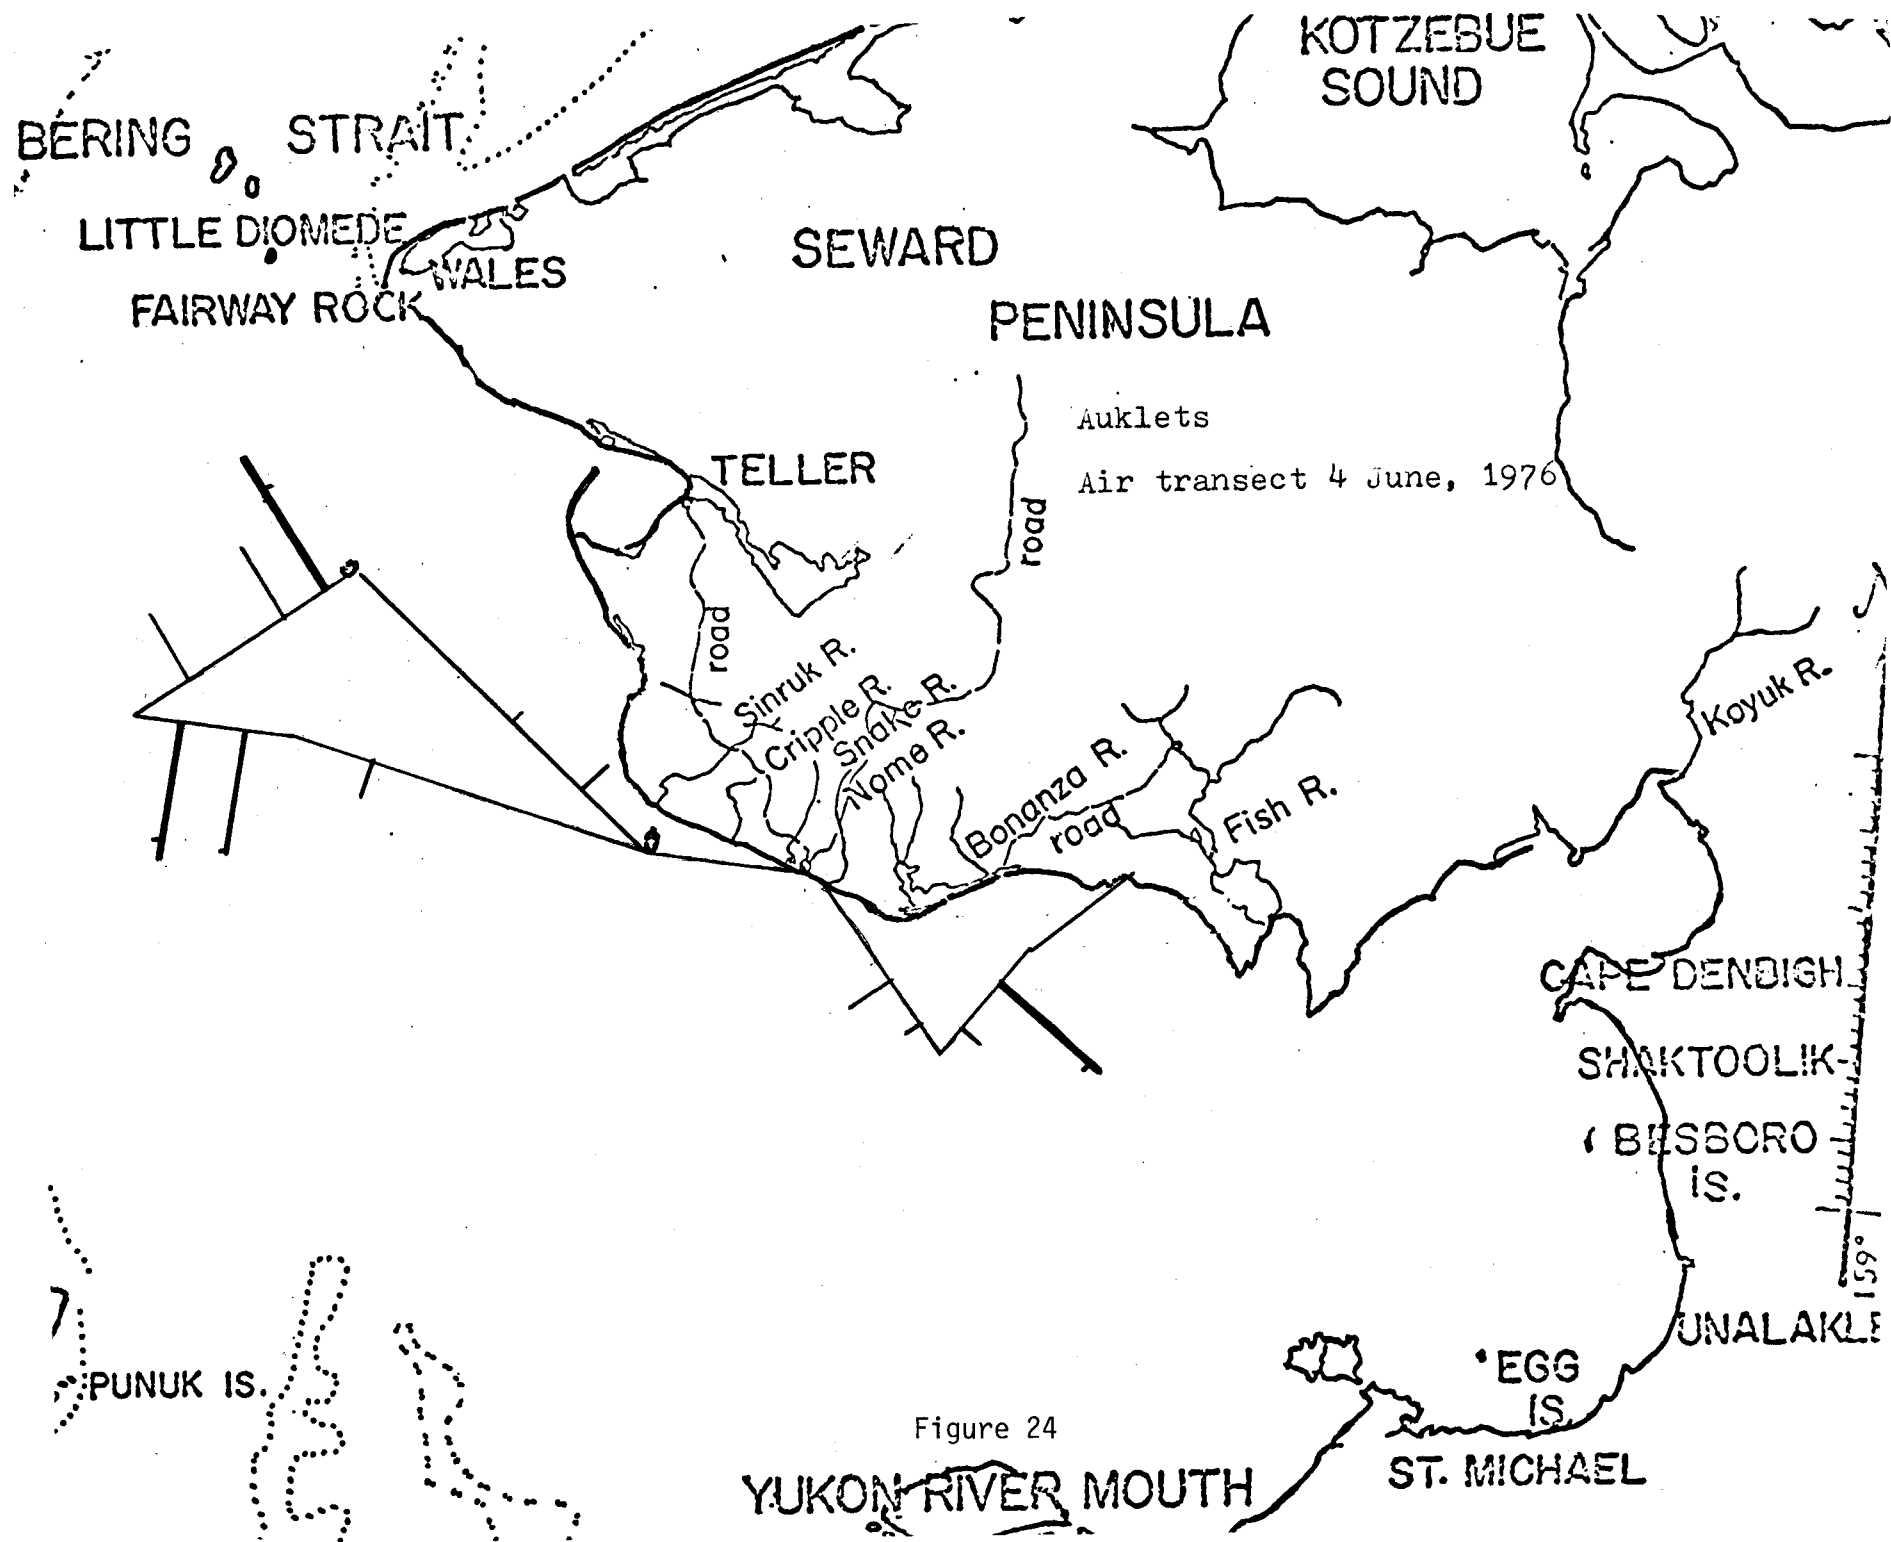 KOTZEBUE
SOUND
BERING STRAIT
LITTLE DIOMEDE
WALES
FAIRWAY ROCK
SEWARD
PENINSULA
Auklets
Air transect 4 June, 1976
TELLER
road
road
Sinruk R.
Cripple R.
Snake R.
Nome R.
Bonanza R.
road
Fish R.
Koyuk R.
CAPE DENBIGH
SHAKTOOLIK
BESBORO
IS.
159°
UNALAKLE
PUNUK IS.
EGG
IS.
Figure 24
ST. MICHAEL
YUKON RIVER MOUTH